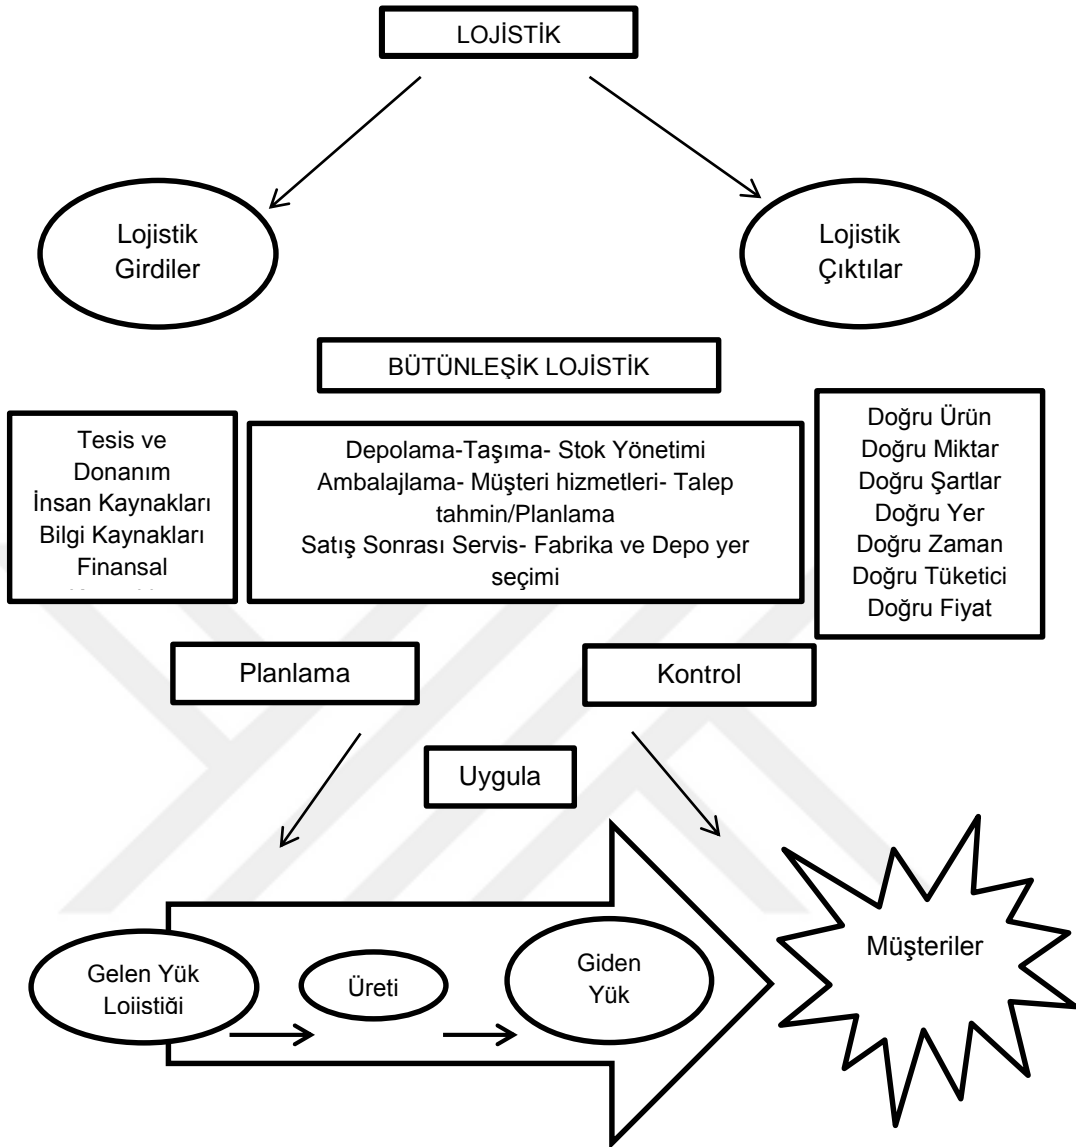 LOJİSTİK
Lojistik
Girdiler
Lojistik
Çıktılar
BÜTÜNLEŞİK LOJİSTİK
Tesis ve
Donanım
İnsan Kaynakları
Bilgi Kaynakları
Finansal
Depolama-Taşıma- Stok Yönetimi
Ambalajlama- Müşteri hizmetleri- Talep
tahmin/Planlama
Satış Sonrası Servis- Fabrika ve Depo yer
seçimi
Doğru Ürün
Doğru Miktar
Doğru Şartlar
Doğru Yer
Doğru Zaman
Doğru Tüketici
Doğru Fiyat
Planlama
Kontrol
Uygula
Gelen Yük
Lojistiği
Üreti
Giden
Yük
Müşteriler